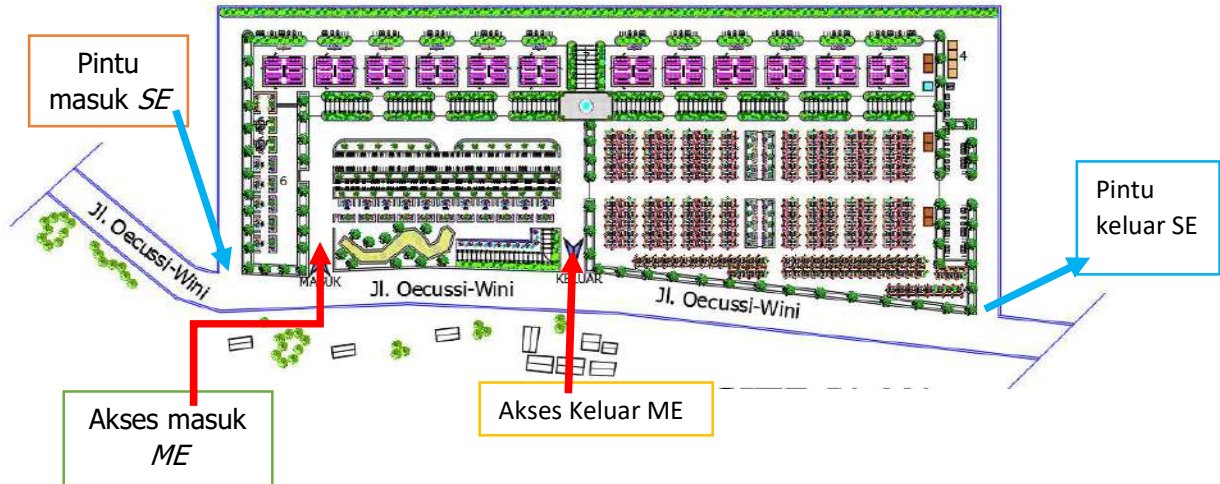 Pintu
masuk SE
4
6
Pintu
keluar SE
Jl. Oecussi-Wini
MASUK
Jl. Oecussi-Wini
KELUAR
Jl. Oecussi-Wini
Akses masuk
ME
Akses Keluar ME